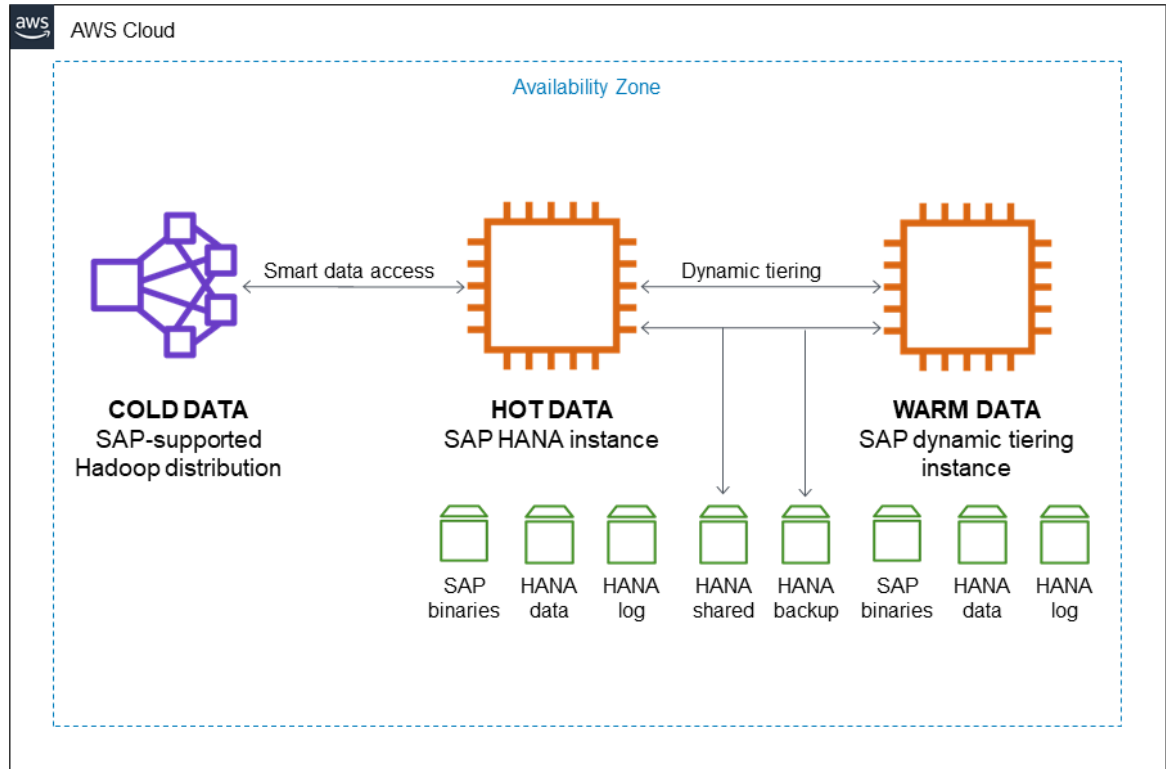 aws
AWS Cloud
Availability Zone
Smart data access
Dynamic tiering
COLD DATA
SAP-supported
Hadoop distribution
HOT DATA
SAP HANA instance
WARM DATA
SAP dynamic tiering
instance
SAP
binaries
HANA
data
HANA
log
HANA
shared
HANA
backup
SAP
binaries
HANA
data
HANA
log